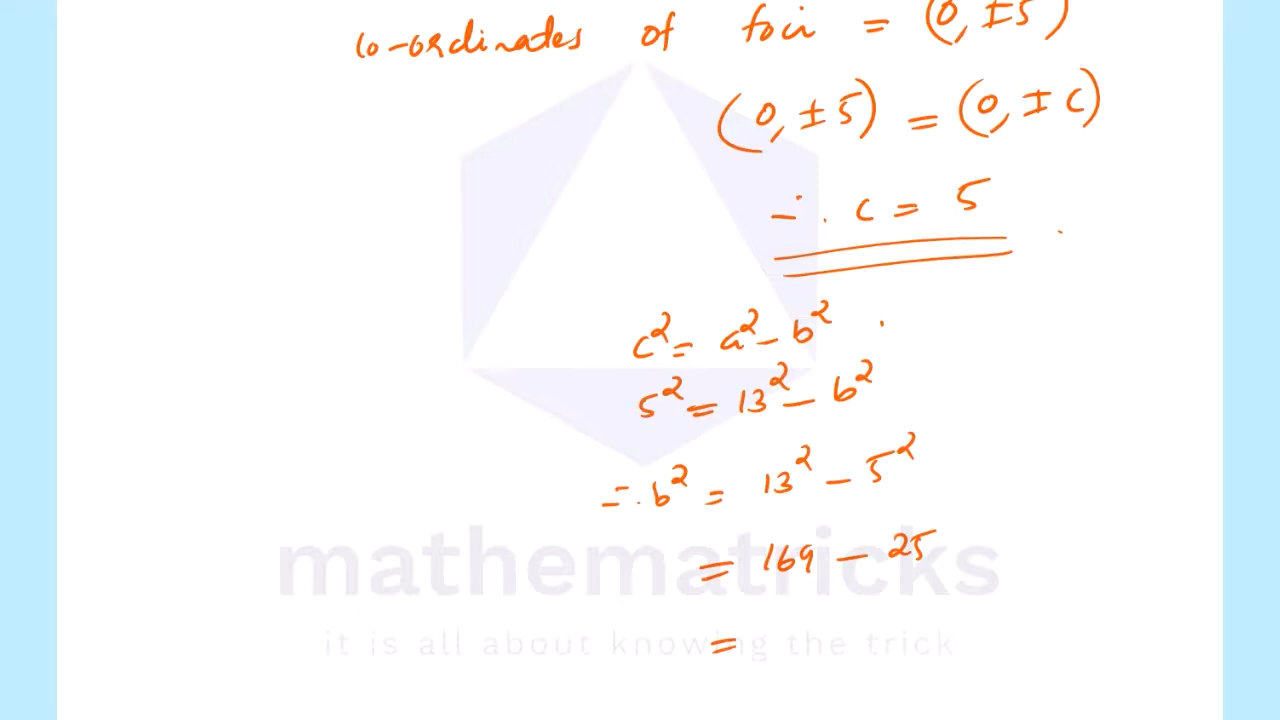 co-ordinates of foci = (0, ±5)
(0, ±5) = (0, ± c)
∴ c = 5
c² = a² - b²
5² = 13² - b²
∴ b² = 13² - 5²
= 169 - 25
mathematricks
=
it is all about knowing the trick